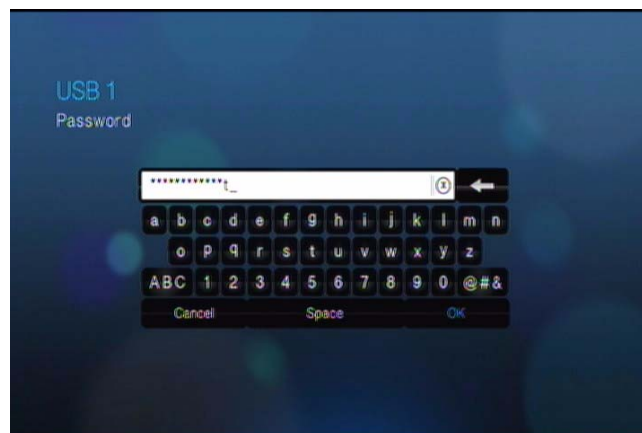 USB 1
Password
************t_
a b c d e f g h i j k l m n
o p q r s t u v w x y z
ABC 1 2 3 4 5 6 7 8 9 0 @#&
Cancel Space OK